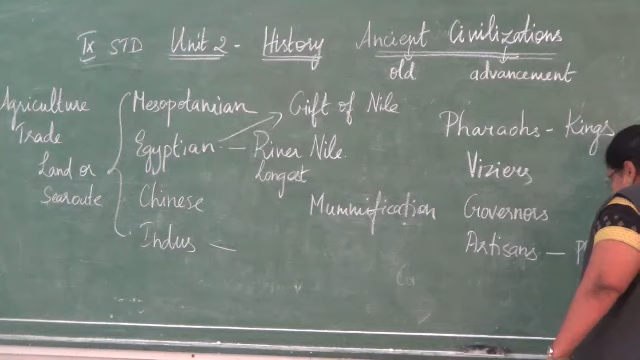 IX STD Unit 2 - History Ancient Civilizations
old advancement
Agriculture
Trade
Land or
Searoute
Mesopotamian
Egyptian — River Nile
Longest
Chinese
Indus —
Gift of Nile
Mummification
Pharaohs - Kings
Viziers
Governors
Artisans —